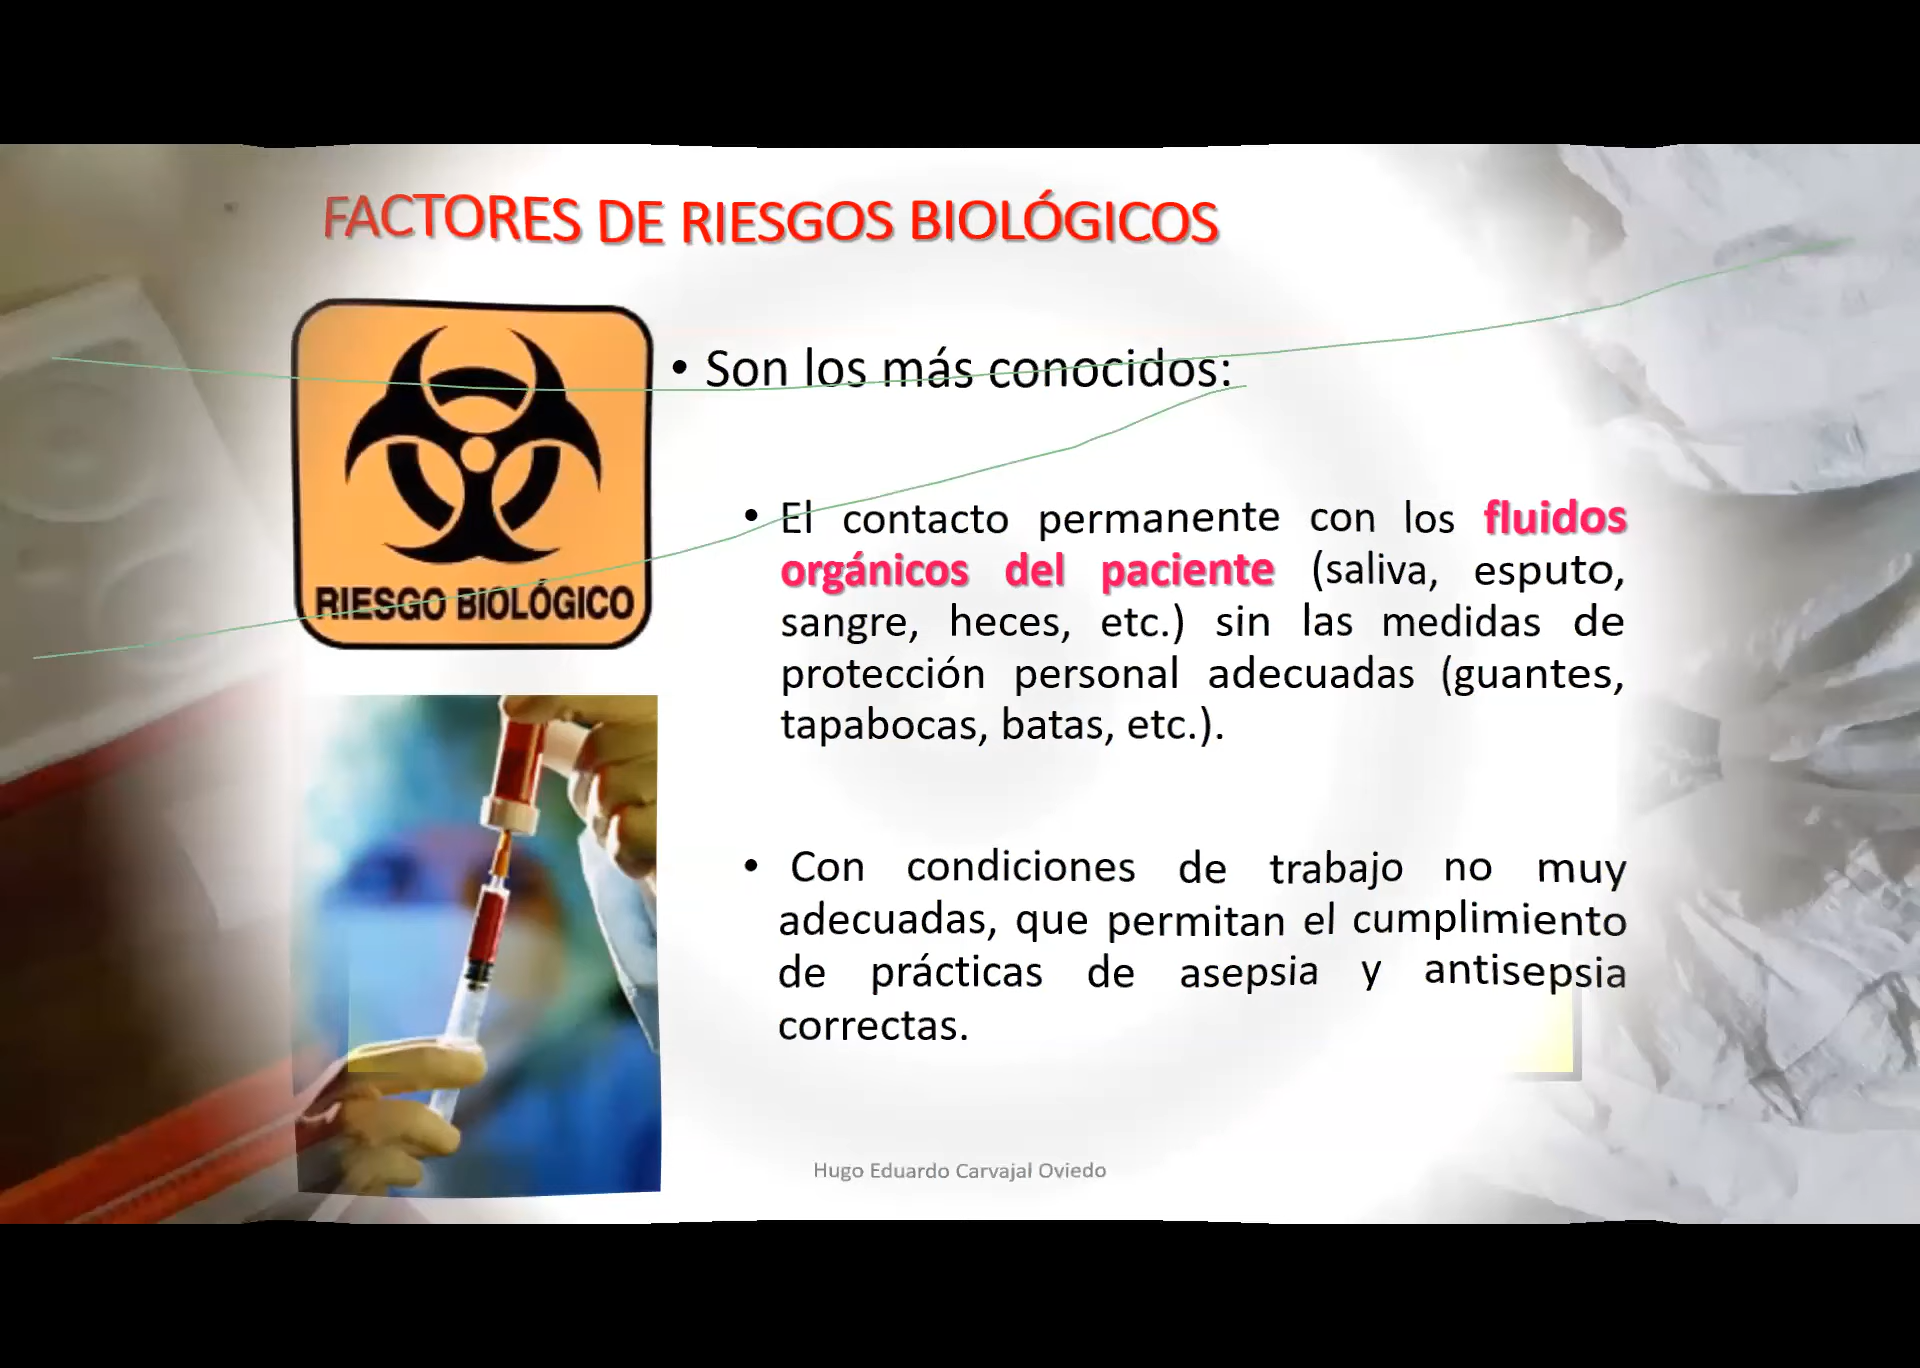 FACTORES DE RIESGOS BIOLÓGICOS
RIESGO BIOLÓGICO
• Son los más conocidos:
• El contacto permanente con los fluidos
orgánicos del paciente (saliva, esputo,
sangre, heces, etc.) sin las medidas de
protección personal adecuadas (guantes,
tapabocas, batas, etc.).
• Con condiciones de trabajo no muy
adecuadas, que permitan el cumplimiento
de prácticas de asepsia y antisepsia
correctas.
Hugo Eduardo Carvajal Oviedo